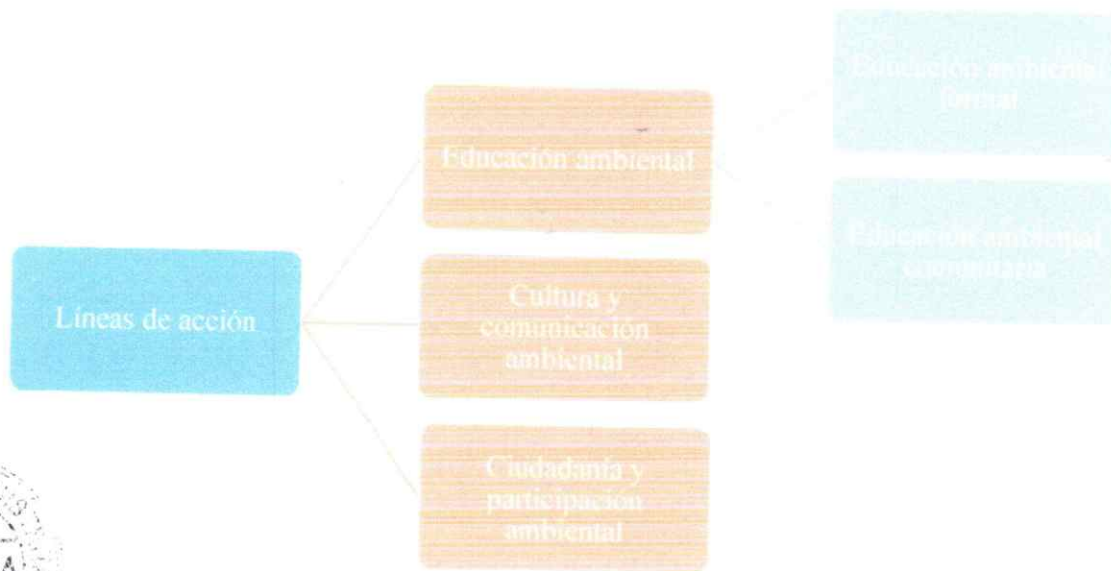 Líneas de acción
Educación ambiental
Cultura y
comunicación
ambiental
Ciudadanía y
participación
ambiental
Educación ambiental
formal
Educación ambiental
comunitaria